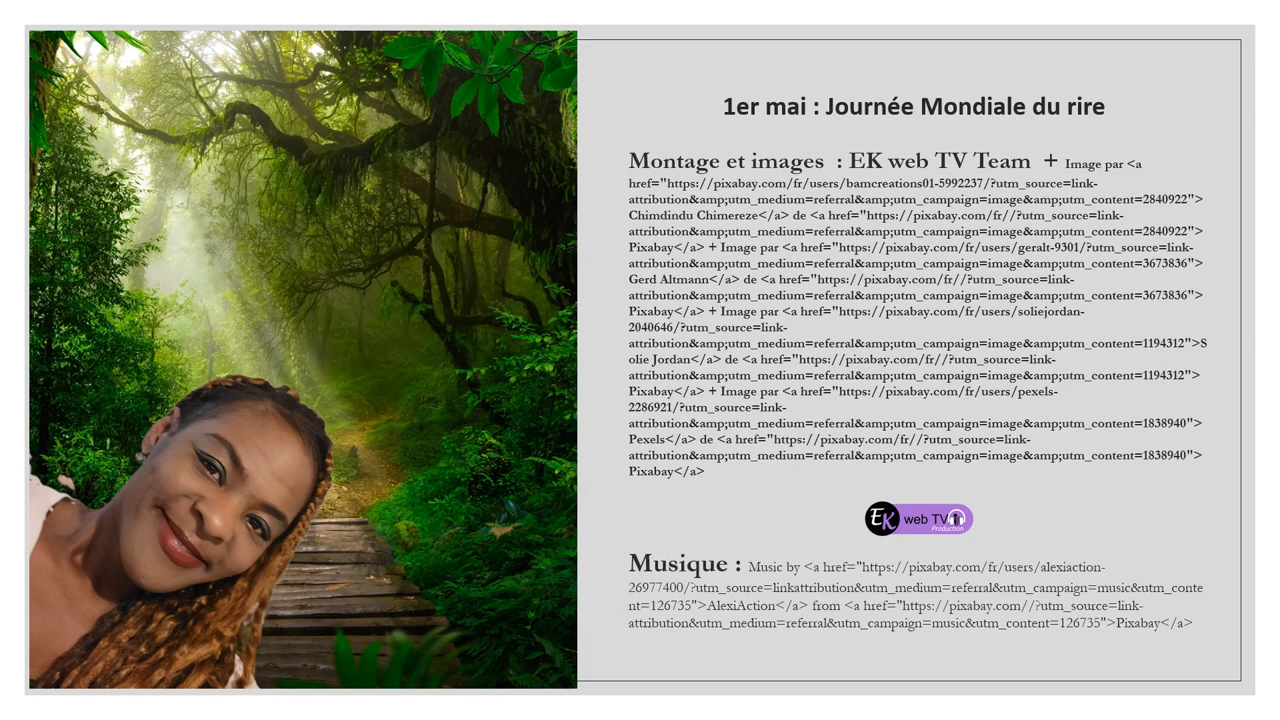 1er mai : Journée Mondiale du rire
Montage et images : EK web TV Team + Image par <a
href="https://pixabay.com/fr/users/bamcreations01-5992237/?utm_source=link-
attribution&amp;utm_medium=referral&amp;utm_campaign=image&amp;utm_content=2840922">
Chimdindu Chimereze</a> de <a href="https://pixabay.com/fr//?utm_source=link-
attribution&amp;utm_medium=referral&amp;utm_campaign=image&amp;utm_content=2840922">
Pixabay</a> + Image par <a href="https://pixabay.com/fr/users/geralt-9301/?utm_source=link-
attribution&amp;utm_medium=referral&amp;utm_campaign=image&amp;utm_content=3673836">
Gerd Altmann</a> de <a href="https://pixabay.com/fr//?utm_source=link-
attribution&amp;utm_medium=referral&amp;utm_campaign=image&amp;utm_content=3673836">
Pixabay</a> + Image par <a href="https://pixabay.com/fr/users/soliejordan-
2040646/?utm_source=link-
attribution&amp;utm_medium=referral&amp;utm_campaign=image&amp;utm_content=1194312">S
olie Jordan</a> de <a href="https://pixabay.com/fr//?utm_source=link-
attribution&amp;utm_medium=referral&amp;utm_campaign=image&amp;utm_content=1194312">
Pixabay</a> + Image par <a href="https://pixabay.com/fr/users/pexels-
2286921/?utm_source=link-
attribution&amp;utm_medium=referral&amp;utm_campaign=image&amp;utm_content=1838940">
Pexels</a> de <a href="https://pixabay.com/fr//?utm_source=link-
attribution&amp;utm_medium=referral&amp;utm_campaign=image&amp;utm_content=1838940">
Pixabay</a>
EK web TV
Production
Musique : Music by <a href="https://pixabay.com/fr/users/alexiaction-
26977400/?utm_source=linkattribution&utm_medium=referral&utm_campaign=music&utm_conte
nt=126735">AlexiAction</a> from <a href="https://pixabay.com//?utm_source=link-
attribution&utm_medium=referral&utm_campaign=music&utm_content=126735">Pixabay</a>